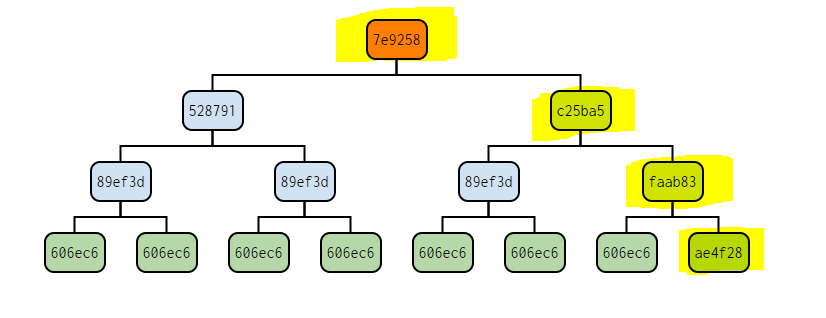 7e9258
528791 c25ba5
89ef3d 89ef3d 89ef3d faab83
606ec6 606ec6 606ec6 606ec6 606ec6 606ec6 606ec6 ae4f28